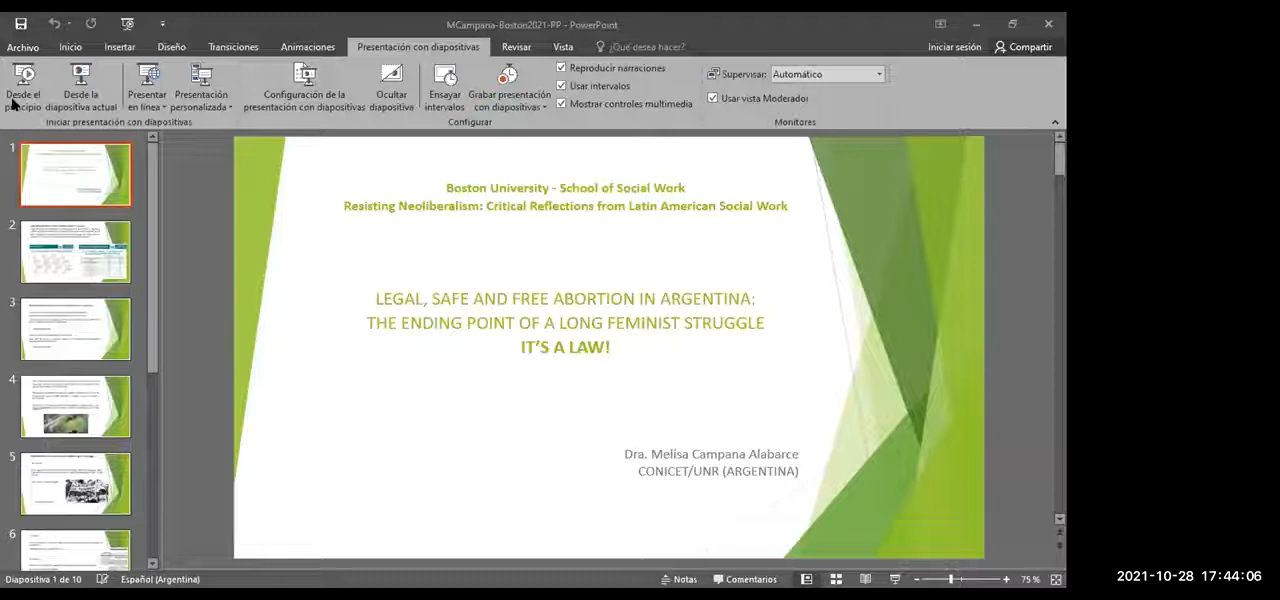 MCampana-Boston2021-PP - PowerPoint
Archivo Inicio Insertar Diseño Transiciones Animaciones Presentación con diapositivas Revisar Vista ¿Qué desea hacer? Iniciar sesión Compartir
Desde el principio
Desde la diapositiva actual
Presentar en línea
Presentación personalizada
Configuración de la presentación con diapositivas
Ocultar diapositiva
Ensayar intervalos
Grabar presentación con diapositivas
Reproducir narraciones
Usar intervalos
Mostrar controles multimedia
Supervisar: Automático
Usar vista Moderador
Iniciar presentación con diapositivas Configurar Monitores
1
2
3
4
5
6
Boston University - School of Social Work
Resisting Neoliberalism: Critical Reflections from Latin American Social Work
LEGAL, SAFE AND FREE ABORTION IN ARGENTINA:
THE ENDING POINT OF A LONG FEMINIST STRUGGLE
IT'S A LAW!
Dra. Melisa Campana Alabarce
CONICET/UNR (ARGENTINA)
Diapositiva 1 de 10 Español (Argentina) Notas Comentarios 75 %
2021-10-28 17:44:06